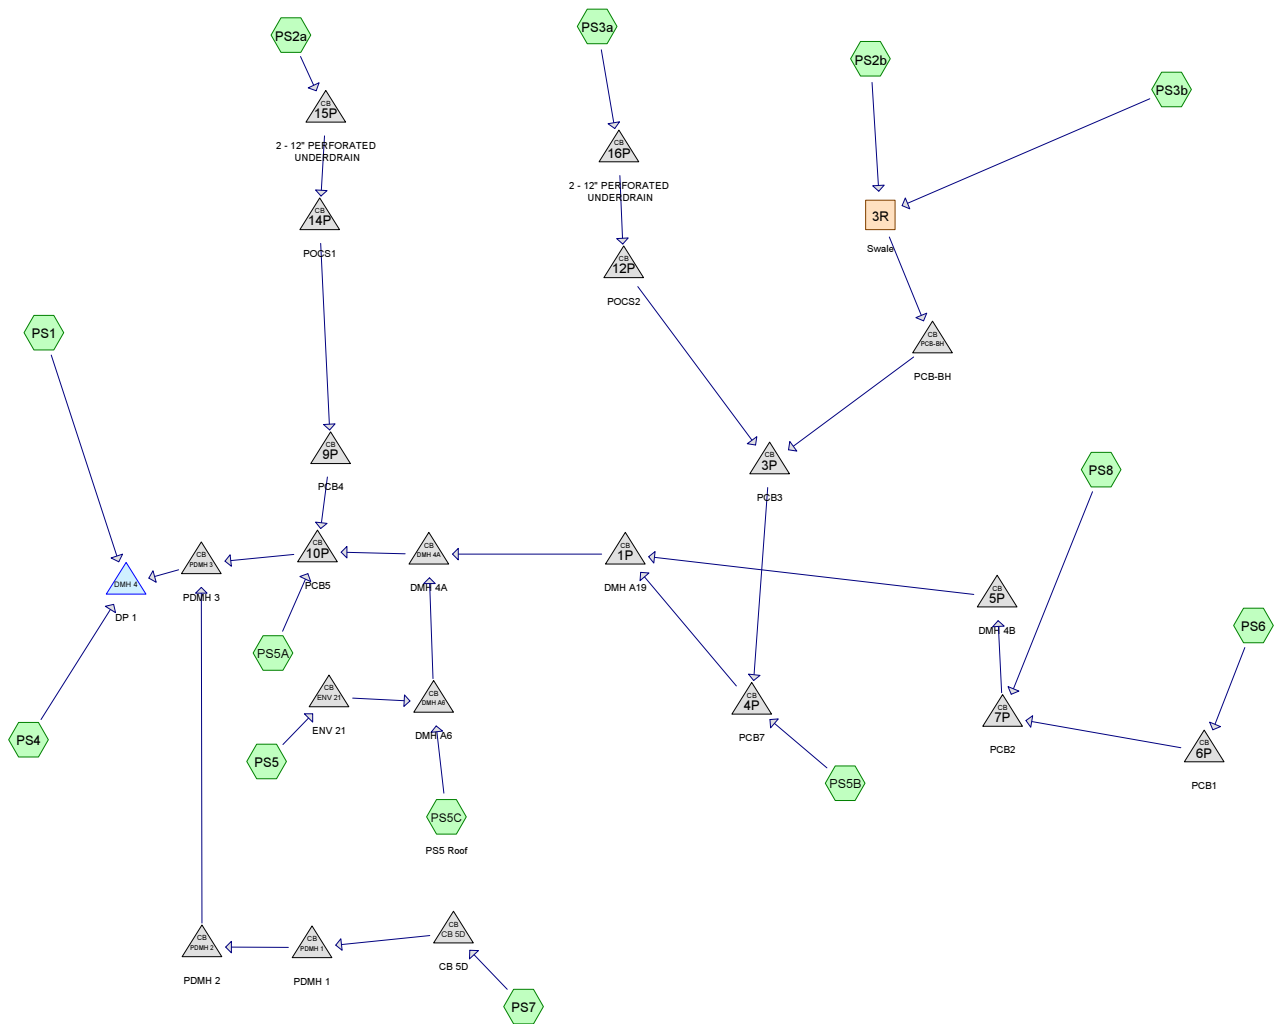 PS2a
PS3a
PS2b
PS3b
CB
15P
2 - 12" PERFORATED
UNDERDRAIN
CB
16P
2 - 12" PERFORATED
UNDERDRAIN
CB
14P
POCS1
3R
Swale
CB
12P
POCS2
PS1
CB
PCB-BH
PCB-BH
CB
9P
PCB4
CB
3P
PCB3
PS8
DMH 4
DP 1
CB
PDMH 3
PDMH 3
CB
10P
PCB5
CB
DMH 4A
DMH 4A
CB
1P
DMH A19
CB
5P
DMH 4B
PS6
PS5A
CB
ENV 21
ENV 21
CB
DMH A6
DMH A6
CB
4P
PCB7
CB
7P
PCB2
CB
6P
PCB1
PS4
PS5
PS5B
PS5C
PS5 Roof
CB
PDMH 2
PDMH 2
CB
PDMH 1
PDMH 1
CB
CB 5D
CB 5D
PS7